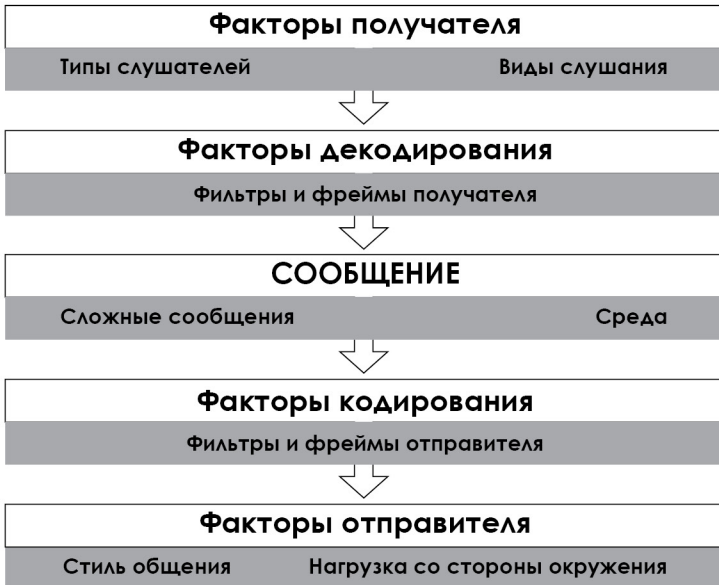 Факторы получателя
Типы слушателей Виды слушания
Факторы декодирования
Фильтры и фреймы получателя
СООБЩЕНИЕ
Сложные сообщения Среда
Факторы кодирования
Фильтры и фреймы отправителя
Факторы отправителя
Стиль общения Нагрузка со стороны окружения